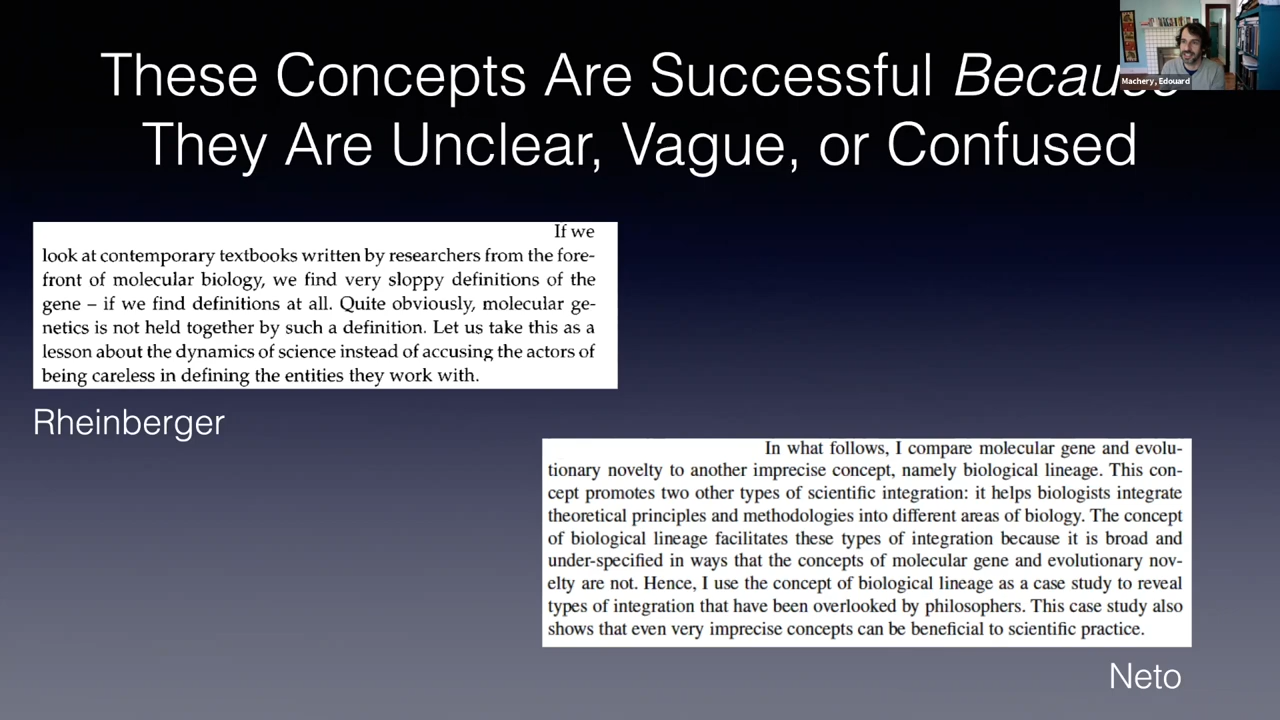 These Concepts Are Successful Because
They Are Unclear, Vague, or Confused
Machery, Edouard
If we
look at contemporary textbooks written by researchers from the fore-
front of molecular biology, we find very sloppy definitions of the
gene – if we find definitions at all. Quite obviously, molecular ge-
netics is not held together by such a definition. Let us take this as a
lesson about the dynamics of science instead of accusing the actors of
being careless in defining the entities they work with.
Rheinberger
In what follows, I compare molecular gene and evolu-
tionary novelty to another imprecise concept, namely biological lineage. This con-
cept promotes two other types of scientific integration: it helps biologists integrate
theoretical principles and methodologies into different areas of biology. The concept
of biological lineage facilitates these types of integration because it is broad and
under-specified in ways that the concepts of molecular gene and evolutionary nov-
elty are not. Hence, I use the concept of biological lineage as a case study to reveal
types of integration that have been overlooked by philosophers. This case study also
shows that even very imprecise concepts can be beneficial to scientific practice.
Neto